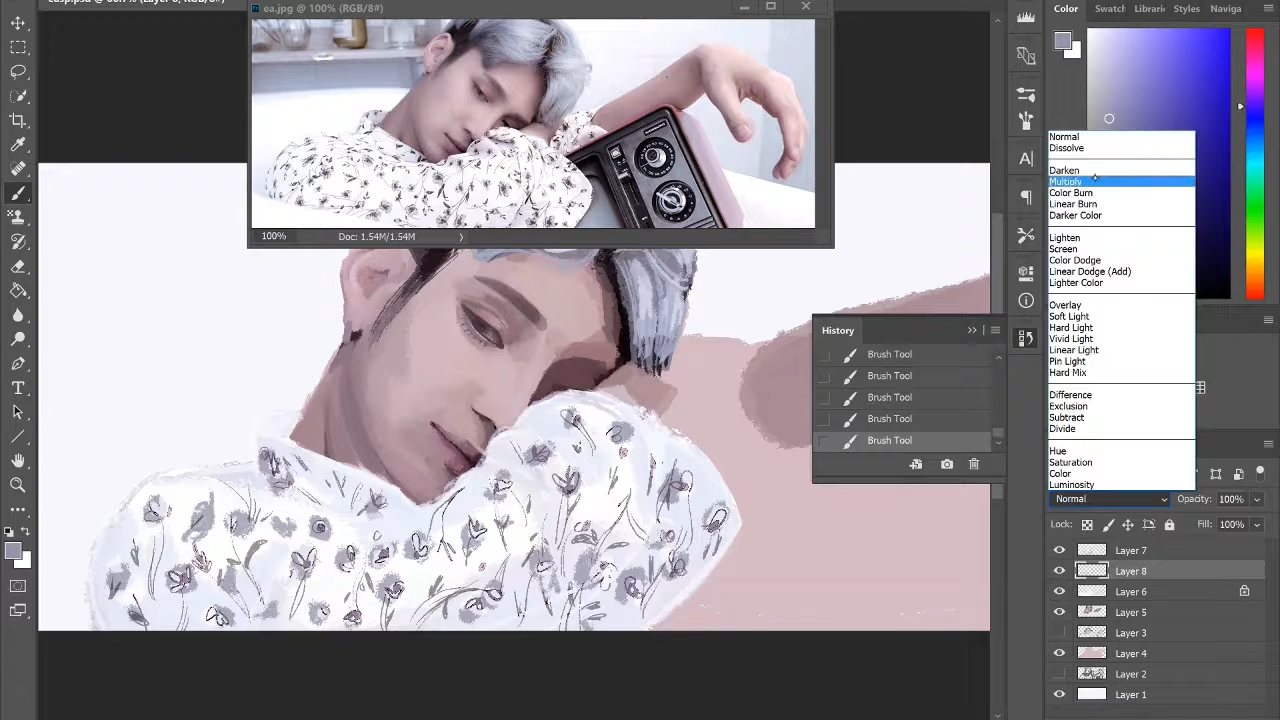 ea.jpg @ 100% (RGB/8#)
100%
Doc: 1.54M/1.54M
Color
Swatch
Librari
Styles
Naviga
Normal
Dissolve
Darken
Multiply
Color Burn
Linear Burn
Darker Color
Lighten
Screen
Color Dodge
Linear Dodge (Add)
Lighter Color
Overlay
Soft Light
Hard Light
Vivid Light
Linear Light
Pin Light
Hard Mix
Difference
Exclusion
Subtract
Divide
Hue
Saturation
Color
Luminosity
History
Brush Tool
Brush Tool
Brush Tool
Brush Tool
Brush Tool
Normal
Opacity: 100%
Lock:
Fill: 100%
Layer 7
Layer 8
Layer 6
Layer 5
Layer 3
Layer 4
Layer 2
Layer 1